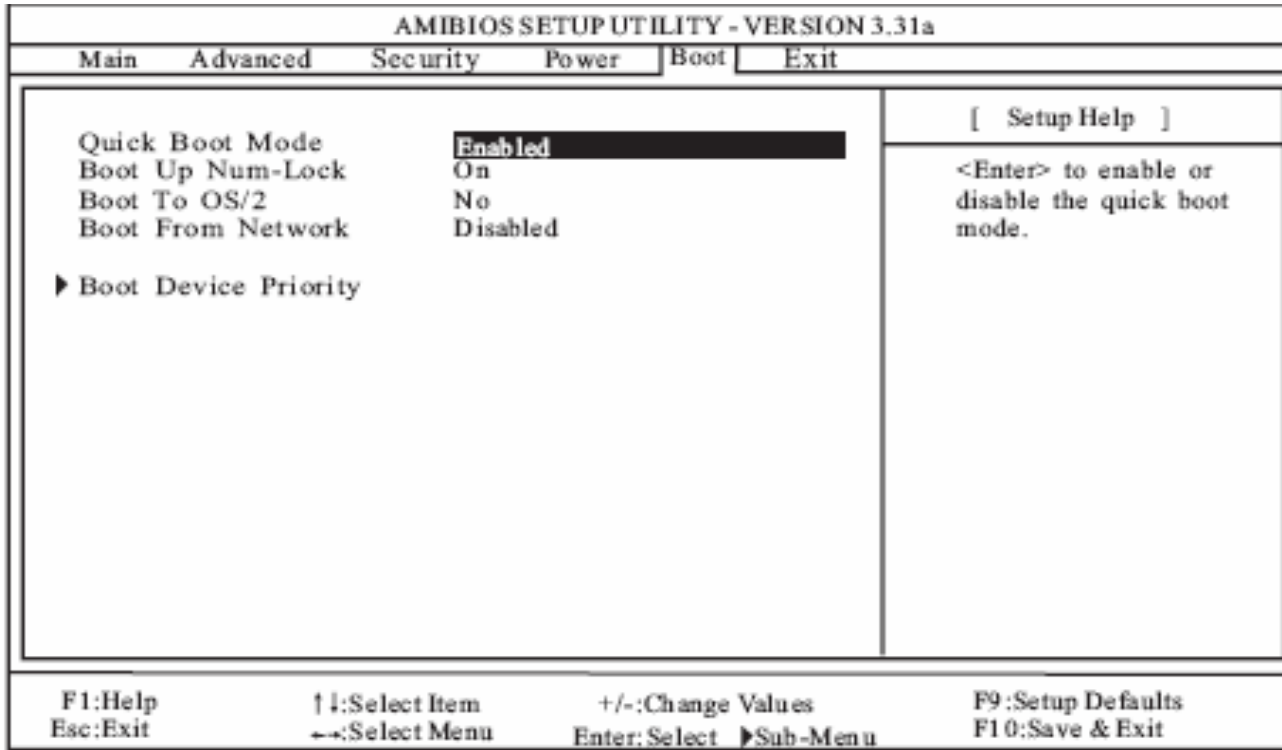 AMIBIOS SETUP UTILITY - VERSION 3.31a
Main Advanced Security Power Boot Exit
Quick Boot Mode Enabled
Boot Up Num-Lock On
Boot To OS/2 No
Boot From Network Disabled
▶ Boot Device Priority
[ Setup Help ]
<Enter> to enable or
disable the quick boot
mode.
F1:Help ↑↓:Select Item +/-:Change Values F9:Setup Defaults
Esc:Exit ←→:Select Menu Enter:Select ▶Sub-Menu F10:Save & Exit